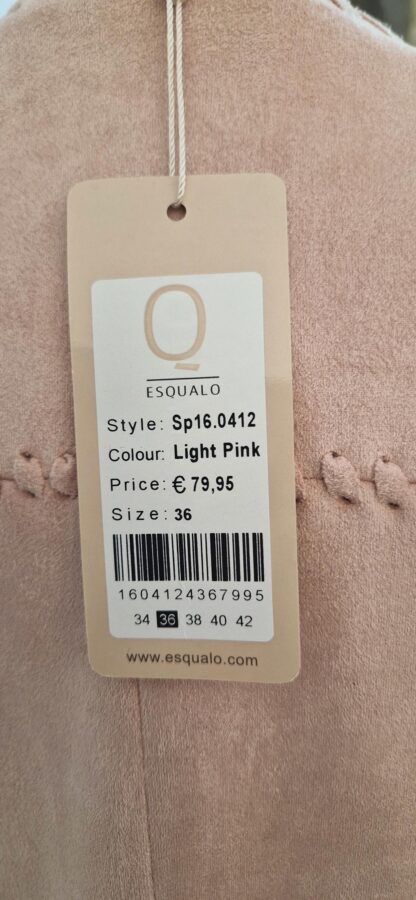 Q
ESQUALO
Style: Sp16.0412
Colour: Light Pink
Price: € 79,95
Size: 36
1604124367995
34 36 38 40 42
www.esqualo.com